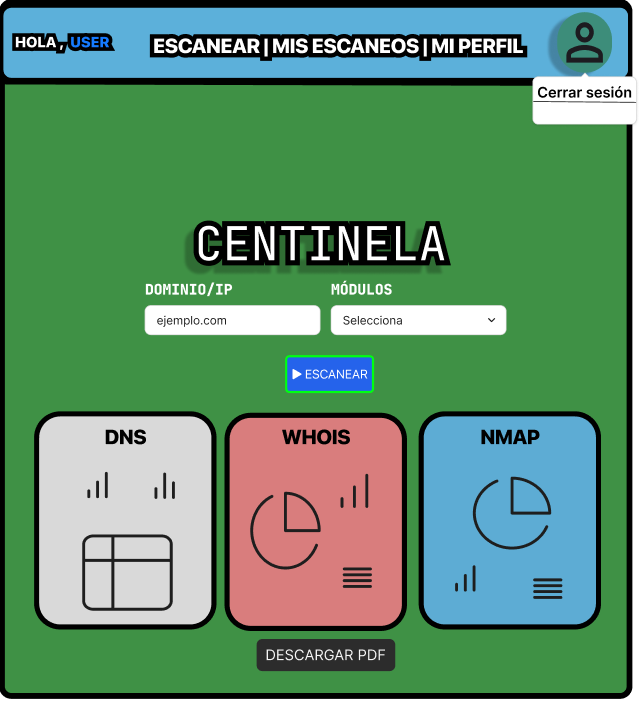 HOLA, USER
ESCANEAR | MIS ESCANEOS | MI PERFIL
Cerrar sesión
CENTINELA
DOMINIO/IP
MÓDULOS
ejemplo.com
Selecciona
ESCANEAR
DNS
WHOIS
NMAP
DESCARGAR PDF